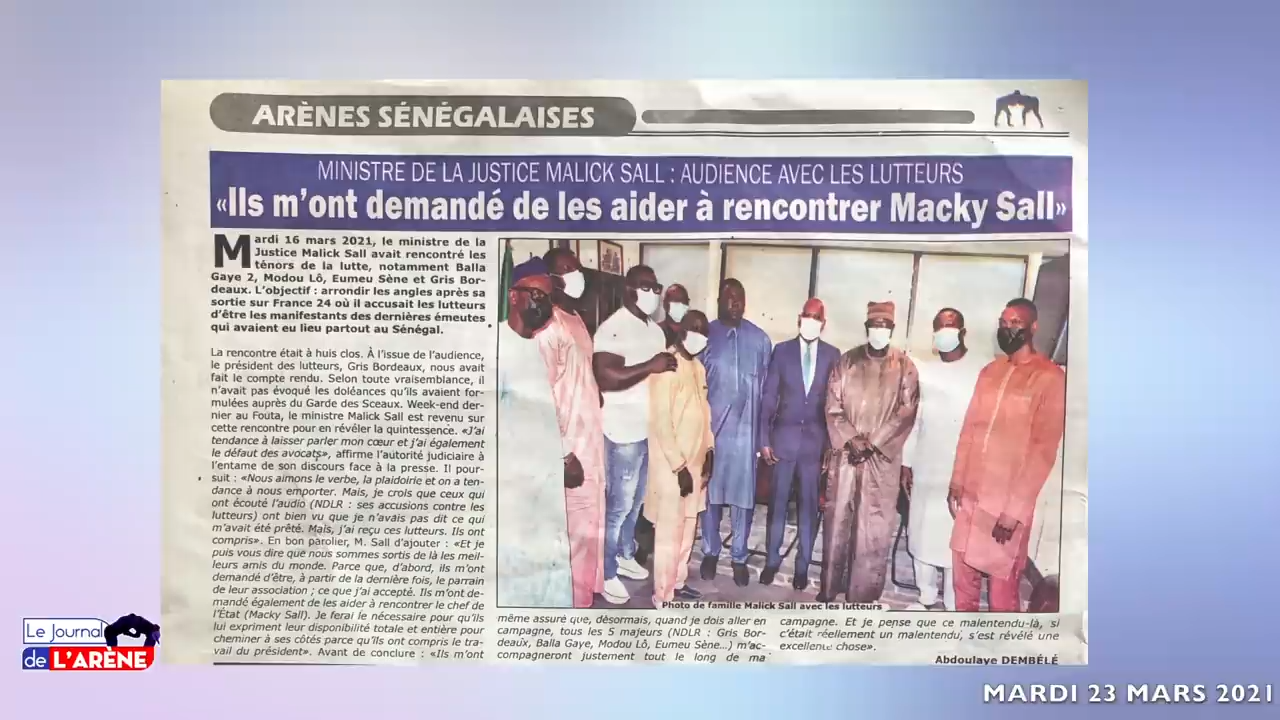 ARÈNES SÉNÉGALAISES
MINISTRE DE LA JUSTICE MALICK SALL : AUDIENCE AVEC LES LUTTEURS
«Ils m’ont demandé de les aider à rencontrer Macky Sall»
Mardi 16 mars 2021, le ministre de la
Justice Malick Sall avait rencontré les
ténors de la lutte, notamment Balla
Gaye 2, Modou Lô, Eumeu Sène et Gris Bor-
deaux. L’objectif : arrondir les angles après sa
sortie sur France 24 où il accusait les lutteurs
d’être les manifestants des dernières émeutes
qui avaient eu lieu partout au Sénégal.
La rencontre était à huis clos. À l’issue de l’audience,
le président des lutteurs, Gris Bordeaux, nous avait
fait le compte rendu. Selon toute vraisemblance, il
n’avait pas évoqué les doléances qu’ils avaient for-
mulées auprès du Garde des Sceaux. Week-end der-
nier au Fouta, le ministre Malick Sall est revenu sur
cette rencontre pour en révéler la quintessence. «J’ai
tendance à laisser parler mon cœur et j’ai également
le défaut des avocats», affirme l’autorité judiciaire à
l’entame de son discours face à la presse. Il pour-
suit : «Nous aimons le verbe, la plaidoirie et on a ten-
dance à nous emporter. Mais, je crois que ceux qui
ont écouté l’audio (NDLR : ses accusions contre les
lutteurs) ont bien vu que je n’avais pas dit ce qui
m’avait été prêté. Mais, j’ai reçu ces lutteurs. Ils ont
compris». En bon parolier, M. Sall d’ajouter : «Et je
puis vous dire que nous sommes sortis de là les meil-
leurs amis du monde. Parce que, d’abord, ils m’ont
demandé d’être, à partir de la dernière fois, le parrain
de leur association ; ce que j’ai accepté. Ils m’ont de-
mandé également de les aider à rencontrer le chef de
l’État (Macky Sall). Je ferai le nécessaire pour qu’ils
lui expriment leur disponibilité totale et entière pour
cheminer à ses côtés parce qu’ils ont compris le tra-
vail du président». Avant de conclure : «Ils m’ont
Photo de famille Malick Sall avec les lutteurs
même assuré que, désormais, quand je dois aller en
campagne, tous les 5 majeurs (NDLR : Gris Bor-
deaux, Balla Gaye, Modou Lô, Eumeu Sène...) m’ac-
compagneront justement tout le long de ma
campagne. Et je pense que ce malentendu-là, si
c’était réellement un malentendu, s’est révélé une
excellente chose».
Abdoulaye DEMBÉLÉ
Le Journal
de L’ARÈNE
MARDI 23 MARS 2021